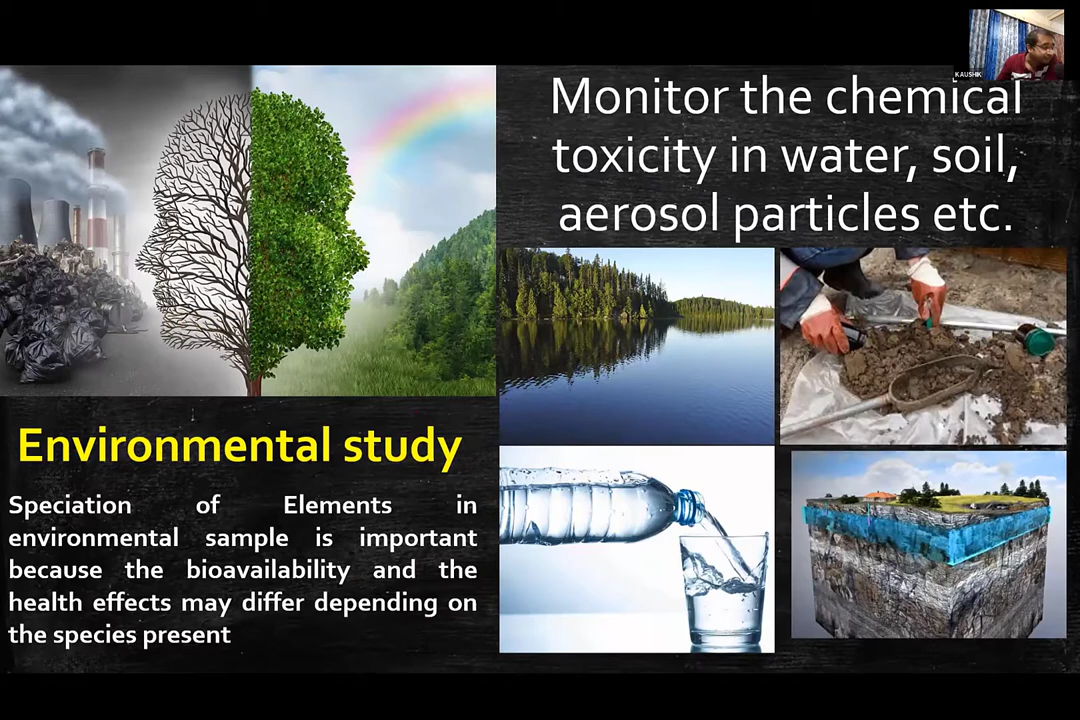 KAUSHIK
Monitor the chemical
toxicity in water, soil,
aerosol particles etc.
Environmental study
Speciation of Elements in
environmental sample is important
because the bioavailability and the
health effects may differ depending on
the species present